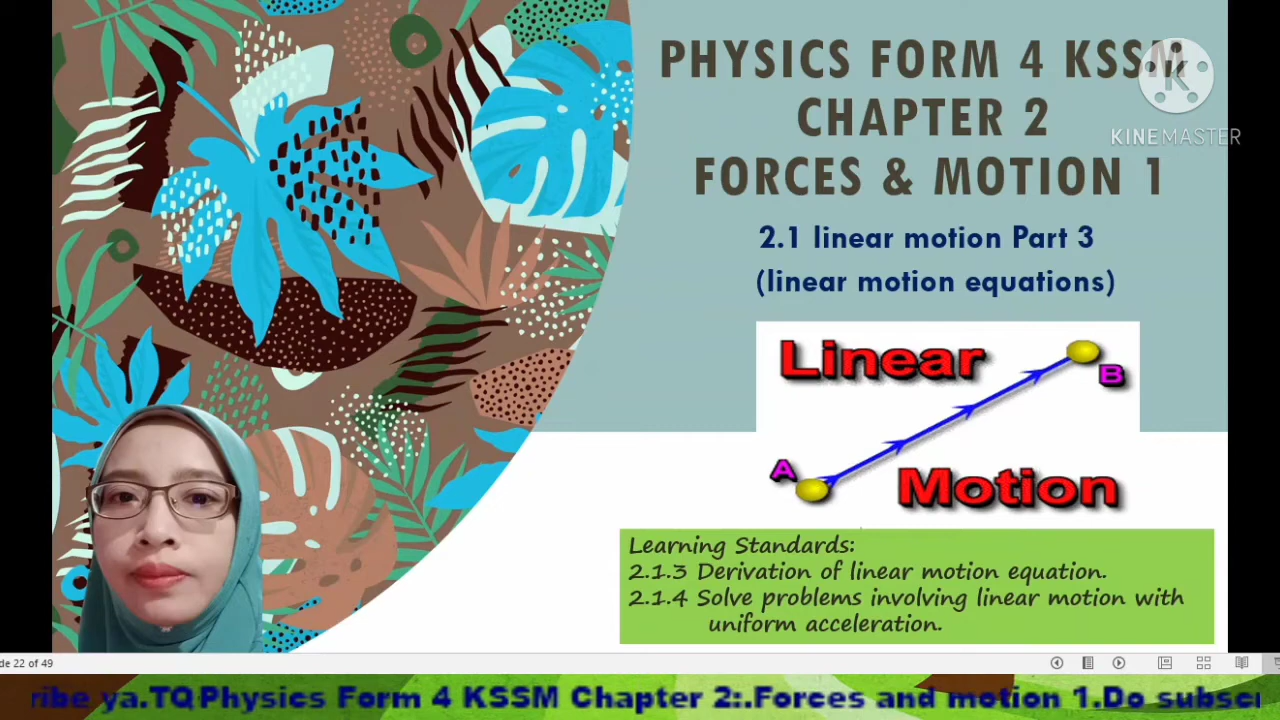 PHYSICS FORM 4 KSSM
CHAPTER 2
FORCES & MOTION 1
K
KINEMASTER
2.1 linear motion Part 3
(linear motion equations)
Linear
B
A
Motion
Learning Standards:
2.1.3 Derivation of linear motion equation.
2.1.4 Solve problems involving linear motion with
uniform acceleration.
de 22 of 49
ribe ya.TQ Physics Form 4 KSSM Chapter 2:.Forces and motion 1.Do subscr